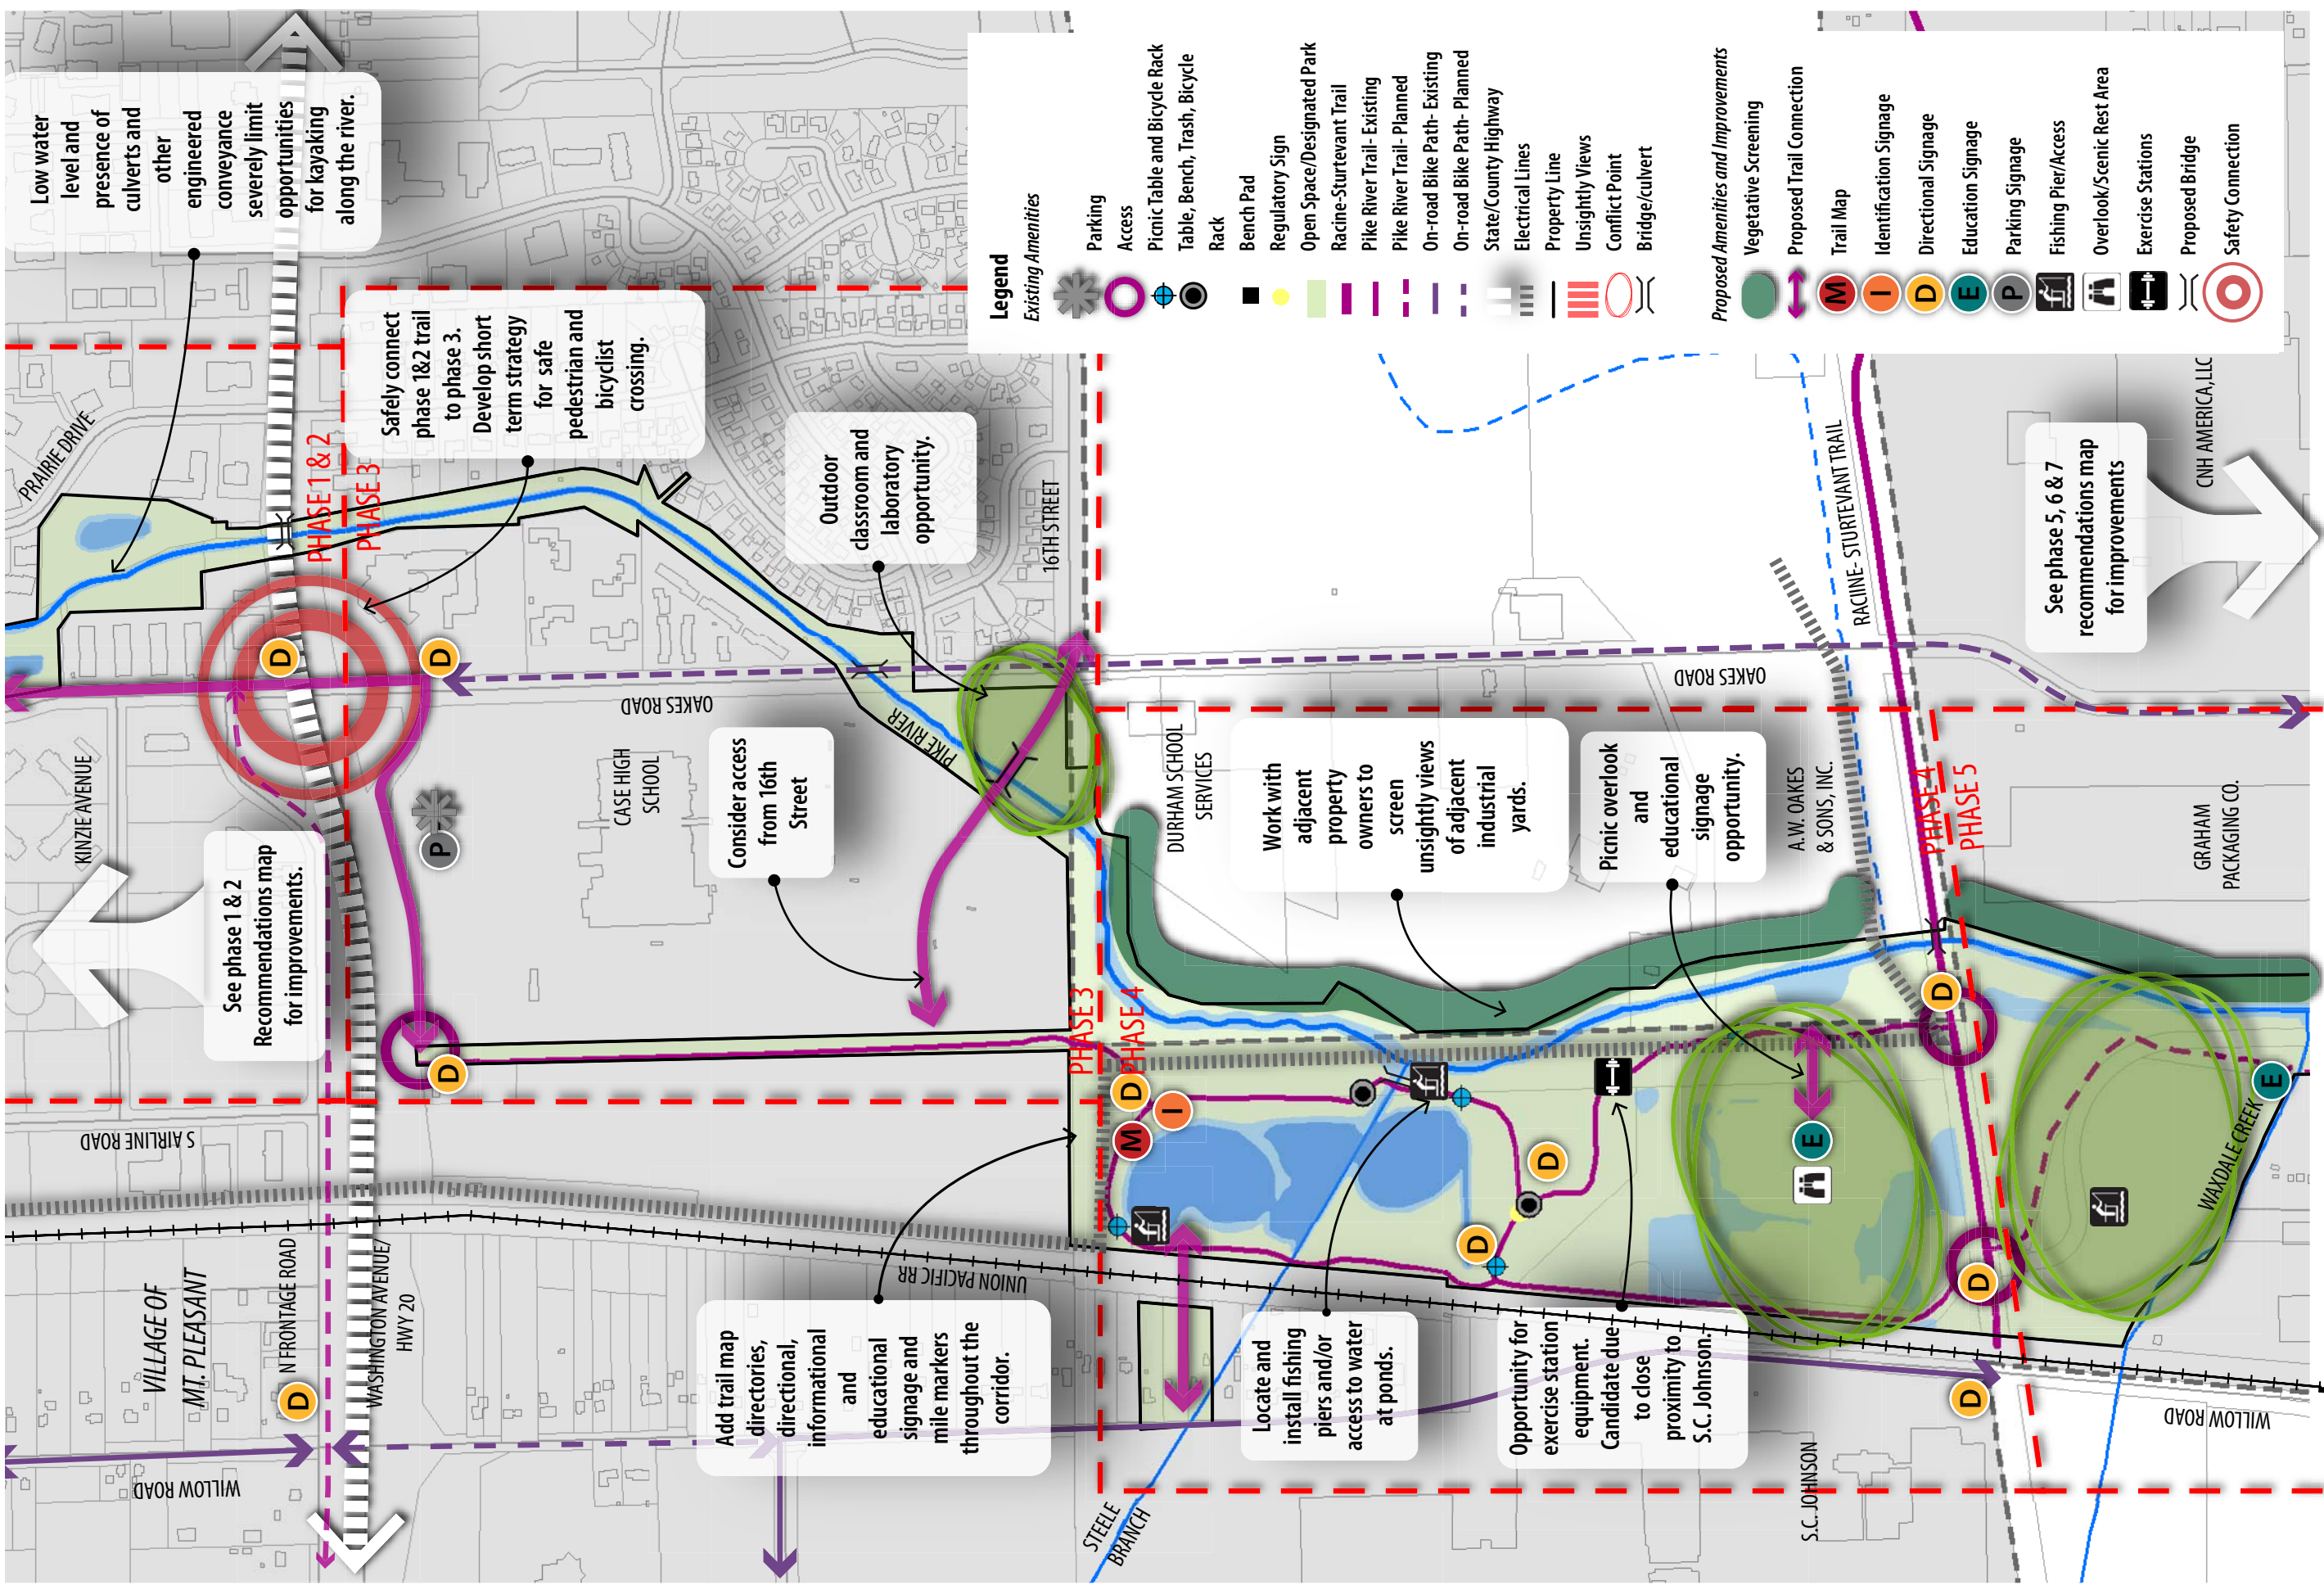 Low water
level and
presence of
culverts and
other
engineered
conveyance
severely limit
opportunities
for kayaking
along the river.
PRAIRIE DRIVE
PHASE 1 & 2
PHASE 3
Safely connect
phase 1&2 trail
to phase 3.
Develop short
term strategy
for safe
pedestrian and
bicyclist
crossing.
Outdoor
classroom and
laboratory
opportunity.
16TH STREET
D
D
OAKES ROAD
PIKE RIVER
KINZIE AVENUE
P
CASE HIGH
SCHOOL
Consider access
from 16th
Street
See phase 1 & 2
Recommendations map
for improvements.
D
S AIRLINE ROAD
VILLAGE OF
MT. PLEASANT
N FRONTAGE ROAD
D
WASHINGTON AVENUE/
HWY 20
WILLOW ROAD
UNION PACIFIC RR
Add trail map
directories,
directional,
informational
and
educational
signage and
mile markers
throughout the
corridor.
PHASE 3
PHASE 4
D
M
I
STEELE
BRANCH
Locate and
install fishing
piers and/or
access to water
at ponds.
Opportunity for
exercise station
equipment.
Candidate due
to close
proximity to
S.C. Johnson.
D
D
DURHAM SCHOOL
SERVICES
Work with
adjacent
property
owners to
screen
unsightly views
of adjacent
industrial
yards.
Picnic overlook
and
educational
signage
opportunity.
OAKES ROAD
A.W. OAKES
& SONS, INC.
RACINE- STURTEVANT TRAIL
PHASE 4
PHASE 5
E
D
D
D
S.C. JOHNSON
WILLOW ROAD
WAXDALE CREEK
E
GRAHAM
PACKAGING CO.
See phase 5, 6 & 7
recommendations map
for improvements
CNH AMERICA,LLC
Legend
Existing Amenities
Parking
Access
Picnic Table and Bicycle Rack
Table, Bench, Trash, Bicycle
Rack
Bench Pad
Regulatory Sign
Open Space/Designated Park
Racine-Sturtevant Trail
Pike River Trail- Existing
Pike River Trail- Planned
On-road Bike Path- Existing
On-road Bike Path- Planned
State/County Highway
Electrical Lines
Property Line
Unsightly Views
Conflict Point
Bridge/culvert
Proposed Amenities and Improvements
Vegetative Screening
Proposed Trail Connection
M Trail Map
I Identification Signage
D Directional Signage
E Education Signage
P Parking Signage
Fishing Pier/Access
Overlook/Scenic Rest Area
Exercise Stations
Proposed Bridge
Safety Connection